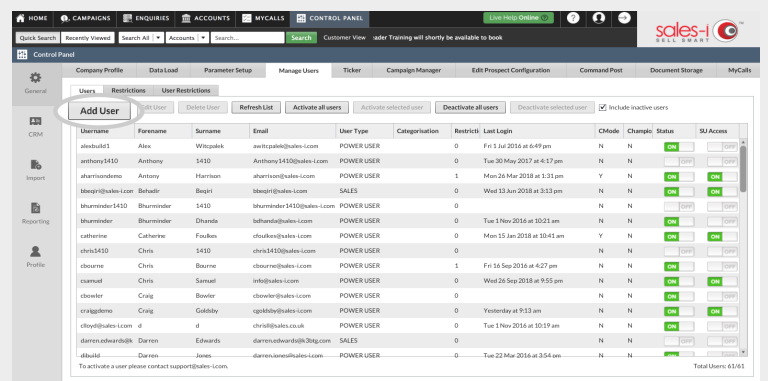 HOME CAMPAIGNS ENQUIRIES ACCOUNTS MYCALLS CONTROL PANEL Live Help Online ?
Quick Search Recently Viewed Search All Accounts Search... Search Customer View :ader Training will shortly be available to book
sales-i
SELL SMART
Control Panel
Company Profile Data Load Parameter Setup Manage Users Ticker Campaign Manager Edit Prospect Configuration Command Post Document Storage MyCalls
General
CRM
Import
Reporting
Profile
Users Restrictions User Restrictions
Add User Edit User Delete User Refresh List Activate all users Activate selected user Deactivate all users Deactivate selected user Include inactive users
Username Forename Surname Email User Type Categorisation Restricti Last Login CMode Champio Status SU Access
alexbuild1 Alex Witcpalek awitcpalek@sales-i.com POWER USER 0 Fri 1 Jul 2016 at 6:49 pm N N ON OFF
anthony1410 Anthony 1410 Anthony1410@sales-i.com POWER USER 0 Tue 30 May 2017 at 4:17 pm N N OFF OFF
aharrisondemo Antony Harrison aharrison@sales-i.com POWER USER 1 Mon 26 Mar 2018 at 1:31 pm Y N ON ON
bbeqiri@sales-i.con Behadir Beqiri bbeqiri@sales-i.com SALES 0 Wed 13 Jun 2018 at 3:13 pm N N ON ON
bhurminder1410 Bhurminder 1410 bhurminder1410@sales-i.com POWER USER 0 N N OFF OFF
bhurminder Bhurminder Dhanda bdhanda@sales-i.com POWER USER 0 Tue 1 Nov 2016 at 10:21 am N N ON OFF
catherine Catherine Foulkes cfoulkes@sales-i.com POWER USER 0 Mon 15 Jan 2018 at 10:41 am Y N ON ON
chris1410 Chris 1410 chris1410@sales-i.com POWER USER 0 N N OFF OFF
cbourne Chris Bourne cbourne@sales-i.com POWER USER 1 Fri 16 Sep 2016 at 4:27 pm N N ON OFF
csamuel Chris Samuel info@sales-i.com POWER USER 0 Wed 26 Sep 2018 at 9:55 pm N N ON ON
cbowler Craig Bowler cbowler@sales-i.com POWER USER 0 N N ON OFF
craiggdemo Craig Goldsby cgoldsby@sales-i.com POWER USER 0 Yesterday at 9:13 am N N ON ON
clloyd@sales-i.com d d chrisll@sales.co.uk POWER USER 0 Tue 1 Nov 2016 at 10:19 am N N ON OFF
darren.edwards@k Darren Edwards darren.edwards@k3btg.com SALES 0 N N OFF OFF
djbuild Darren Jones darren.jones@sales-i.com POWER USER 0 Tue 22 Mar 2016 at 3:54 pm N N ON OFF
To activate a user please contact support@sales-i.com. Total Users: 61/61